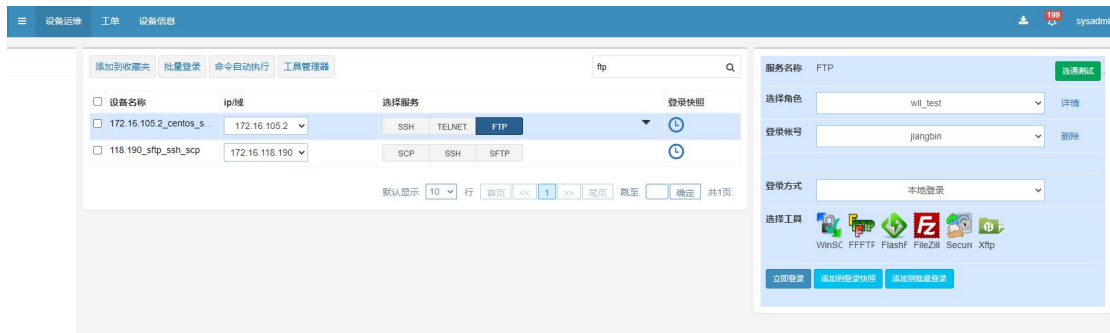 设备运维 工单 设备信息 199 sysadmi
添加到收藏夹 批量登录 命令自动执行 工具管理器 ftp
设备名称 ip/域 选择服务 登录快照
172.16.105.2_centos_s... 172.16.105.2 SSH TELNET. FTP
118.190_sftp_ssh_scp 172.16.118.190 SCP SSH SFTP
默认显示 10 行 首页 << 1 >> 尾页 跳至 确定 共1页
服务名称 FTP 连通测试
选择角色 wll_test 详情
登录帐号 jiangbin 删除
登录方式 本地登录
选择工具
WinSC FFFTF FlashF FileZill Secure Xftp
立即登录 添加到登录快照 添加到批量登录